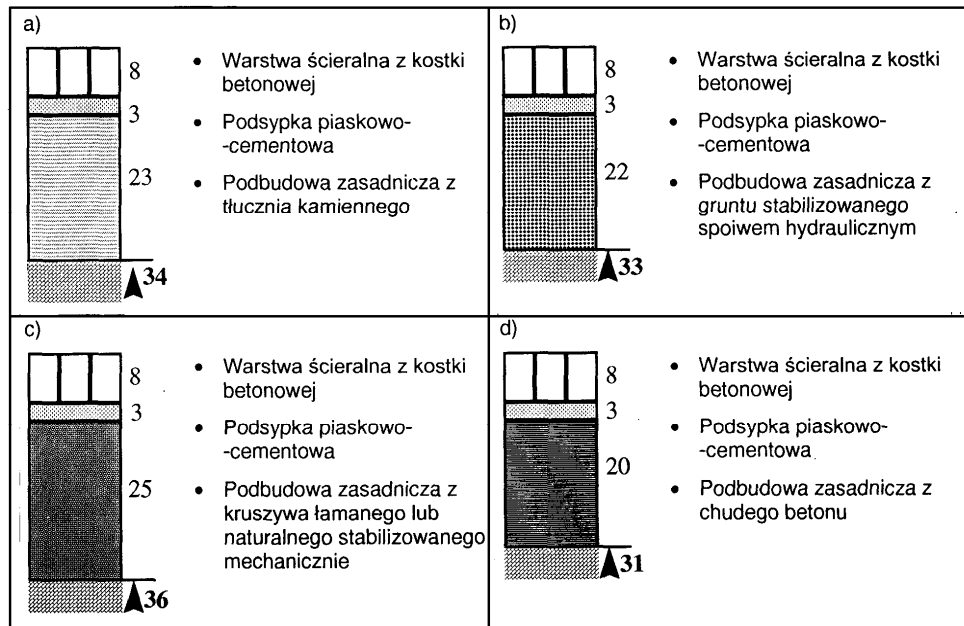 a)
8
3
23
34
• Warstwa ścieralna z kostki
betonowej
• Podsypka piaskowo-
-cementowa
• Podbudowa zasadnicza z
tłucznia kamiennego
b)
8
3
22
33
• Warstwa ścieralna z kostki
betonowej
• Podsypka piaskowo-
-cementowa
• Podbudowa zasadnicza z
gruntu stabilizowanego
spoiwem hydraulicznym
c)
8
3
25
36
• Warstwa ścieralna z kostki
betonowej
• Podsypka piaskowo-
-cementowa
• Podbudowa zasadnicza z
kruszywa łamanego lub
naturalnego stabilizowanego
mechanicznie
d)
8
3
20
31
• Warstwa ścieralna z kostki
betonowej
• Podsypka piaskowo-
-cementowa
• Podbudowa zasadnicza z
chudego betonu